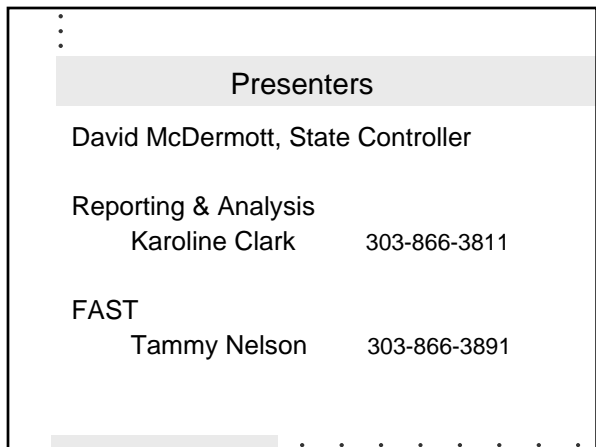 Presenters
David McDermott, State Controller
Reporting & Analysis
Karoline Clark 303-866-3811
FAST
Tammy Nelson 303-866-3891